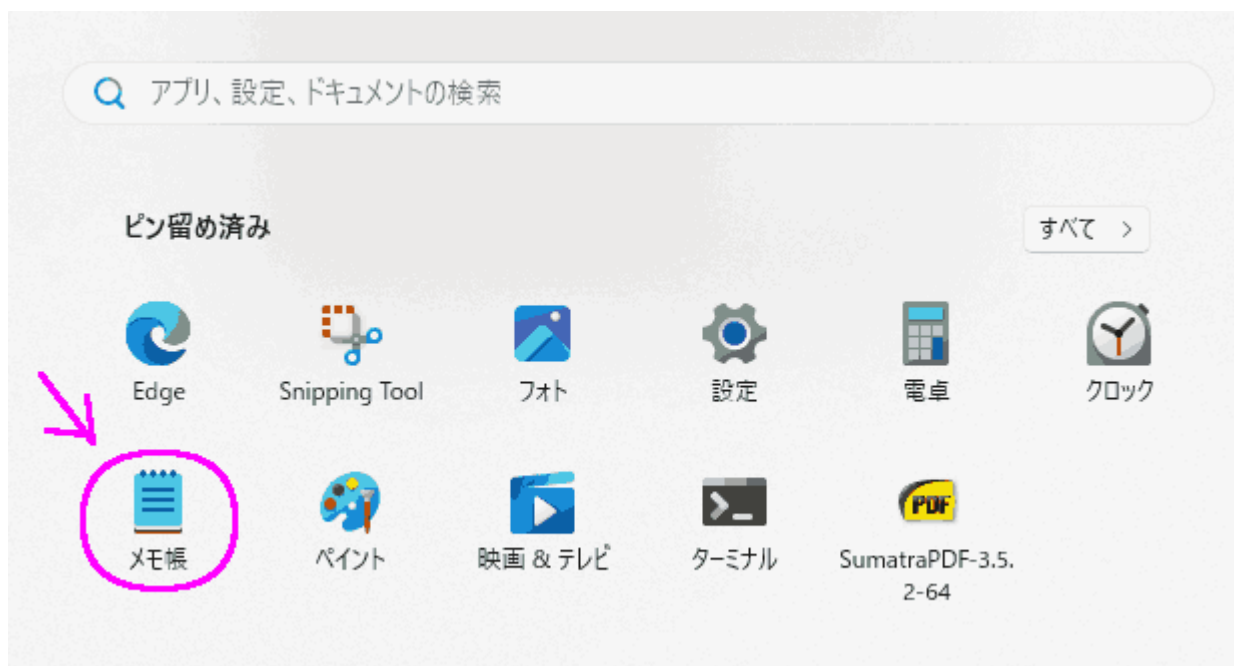 アプリ、設定、ドキュメントの検索
ピン留め済み
すべて >
Edge
Snipping Tool
フォト
設定
電卓
クロック
メモ帳
ペイント
映画 & テレビ
ターミナル
PDF
SumatraPDF-3.5.
2-64